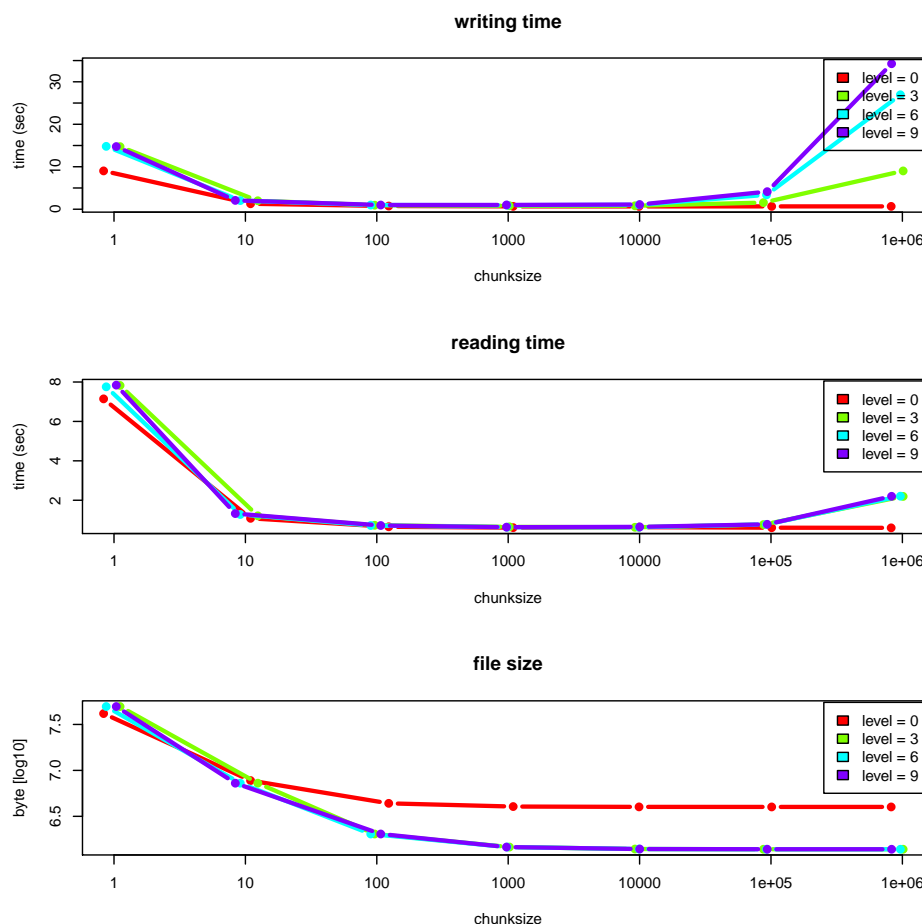 writing time
time (sec)
0
10
20
30
1
10
100
1000
10000
1e+05
1e+06
chunksize
level = 0
level = 3
level = 6
level = 9
reading time
time (sec)
2
4
6
8
1
10
100
1000
10000
1e+05
1e+06
chunksize
level = 0
level = 3
level = 6
level = 9
file size
byte [log10]
6.5
7.0
7.5
1
10
100
1000
10000
1e+05
1e+06
chunksize
level = 0
level = 3
level = 6
level = 9